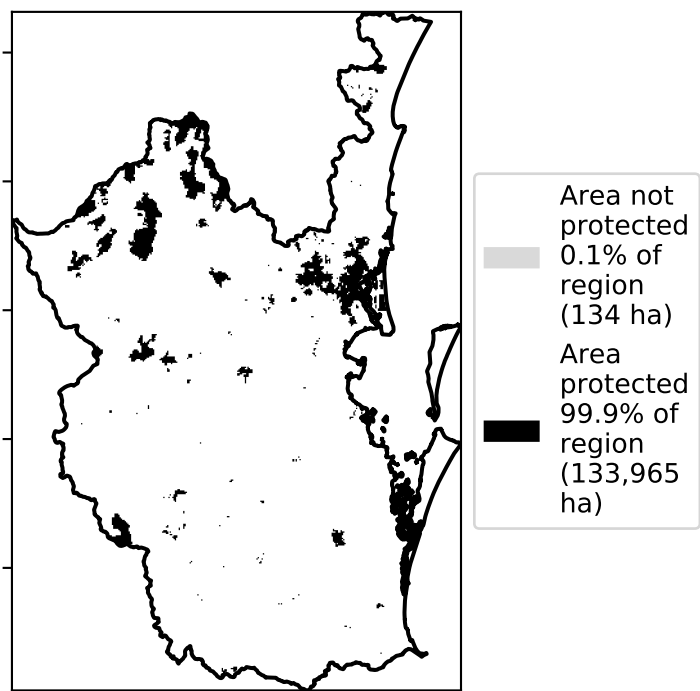 Area not
protected
0.1% of
region
(134 ha)
Area
protected
99.9% of
region
(133,965
ha)